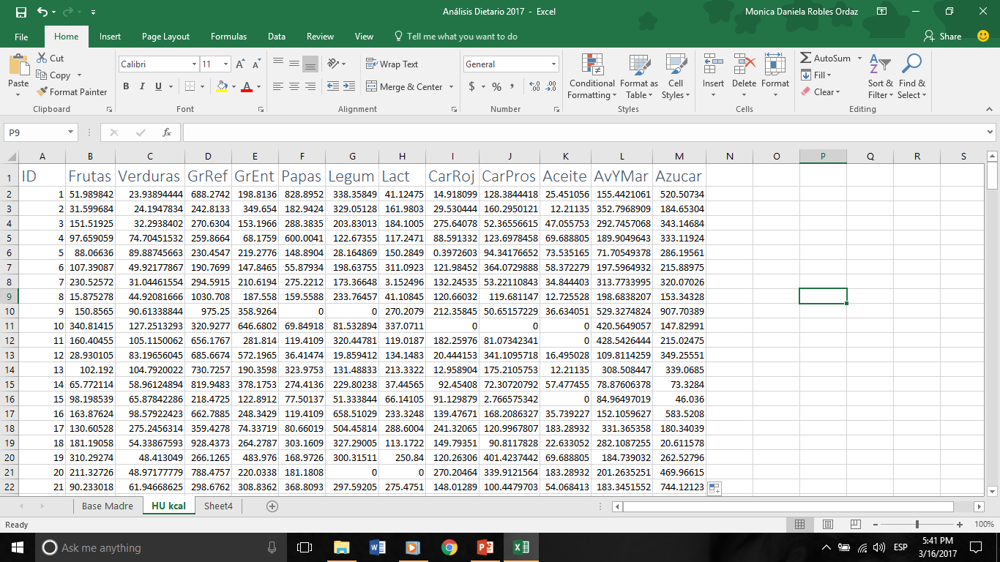 Análisis Dietario 2017 - Excel
Monica Daniela Robles Ordaz
File Home Insert Page Layout Formulas Data Review View Tell me what you want to do Share
Cut
Copy
Format Painter
Paste
Clipboard
Calibri 11
B I U
Font
Wrap Text
Merge & Center
Alignment
General
$ % ,
Number
Conditional Formatting
Format as Table
Cell Styles
Styles
Insert Delete Format
Cells
AutoSum
Fill
Clear
Sort & Filter
Find & Select
Editing
P9 fx
A B C D E F G H I J K L M N O P Q R S
1 ID Frutas Verduras GrRef GrEnt Papas Legum Lact CarRoj CarPros Aceite AvYMar Azucar
2 1 51.989842 23.93894444 688.2742 198.8136 828.8952 338.35849 41.12475 14.918099 128.3844418 25.451056 155.4421061 520.50734
3 2 31.599684 24.1947834 242.8133 349.654 182.9424 329.05128 161.9803 29.530444 160.2950121 12.21135 352.7968909 184.65304
4 3 151.51925 32.2938402 270.6304 153.1966 288.3835 203.83013 184.1005 275.64078 52.36556615 47.055753 292.7457068 343.14684
5 4 97.659059 74.70451532 259.8664 68.1759 600.0041 122.67355 117.2471 88.591332 123.6978458 69.688805 189.9049643 333.11924
6 5 88.06636 89.88745663 230.4547 219.2776 148.8904 28.164869 150.2849 0.3972603 94.34176652 73.535165 71.70549378 286.19561
7 6 107.39087 49.92177867 190.7699 147.8465 55.87934 198.63755 311.0923 121.98452 364.0729888 58.372279 197.5964932 215.88975
8 7 230.52572 31.04461554 294.5915 210.6194 275.2212 173.36648 3.152496 132.24535 53.22110843 34.844403 313.7733995 320.07026
9 8 15.875278 44.92081666 1030.708 187.558 159.5588 233.76457 41.10845 120.66032 119.681147 12.725528 198.6838207 153.34328
10 9 150.8565 90.61338844 975.25 358.9264 0 0 270.2079 212.35845 50.65157229 36.634051 529.3274824 907.70389
11 10 340.81415 127.2513293 320.9277 646.6802 69.84918 81.532894 337.0711 0 0 0 420.5649057 147.82991
12 11 160.40455 105.1150062 656.1767 281.814 119.4109 320.44781 119.0187 182.25976 81.07342341 0 428.5426444 215.02475
13 12 28.930105 83.19656045 685.6674 572.1965 36.41474 19.859412 134.1483 20.444153 341.1095718 16.495028 109.8114259 349.25551
14 13 102.192 104.7920022 730.7257 190.3598 323.9753 131.48833 213.3322 12.958904 175.2105753 12.21135 308.508447 339.0685
15 14 65.772114 58.96124894 819.9483 378.1753 274.4136 229.80238 37.44565 92.45408 72.30720792 57.477455 78.87606378 73.3284
16 15 98.198539 65.87842286 218.4725 122.8912 77.50137 51.333844 66.14105 91.129879 2.766575342 0 84.96497019 46.036
17 16 163.87624 98.57922423 662.7885 248.3429 119.4109 658.51029 233.3248 139.47671 168.2086327 35.739227 152.1059627 583.5208
18 17 130.60528 275.2456314 359.4278 74.33719 80.66019 504.45814 288.6004 241.32065 120.9967807 183.28932 331.365358 180.34039
19 18 181.19058 54.33867593 928.4373 264.2787 303.1609 327.29005 113.1722 149.79351 90.8117828 22.633052 282.1087255 20.611578
20 19 310.29274 48.413049 266.1265 483.976 168.9726 300.31511 250.84 120.26306 401.4237442 69.688805 184.739032 262.52796
21 20 211.32726 48.97177779 788.4757 220.0338 181.1808 0 0 270.20464 339.9121564 183.28932 201.2635251 469.96615
22 21 90.233018 61.94668625 298.6762 308.8362 368.8093 297.59205 275.4751 148.01289 100.4479703 54.068413 183.3451552 744.12123
Base Madre HU kcal Sheet4
Ready 100%
Ask me anything
ESP
5:41 PM
3/16/2017